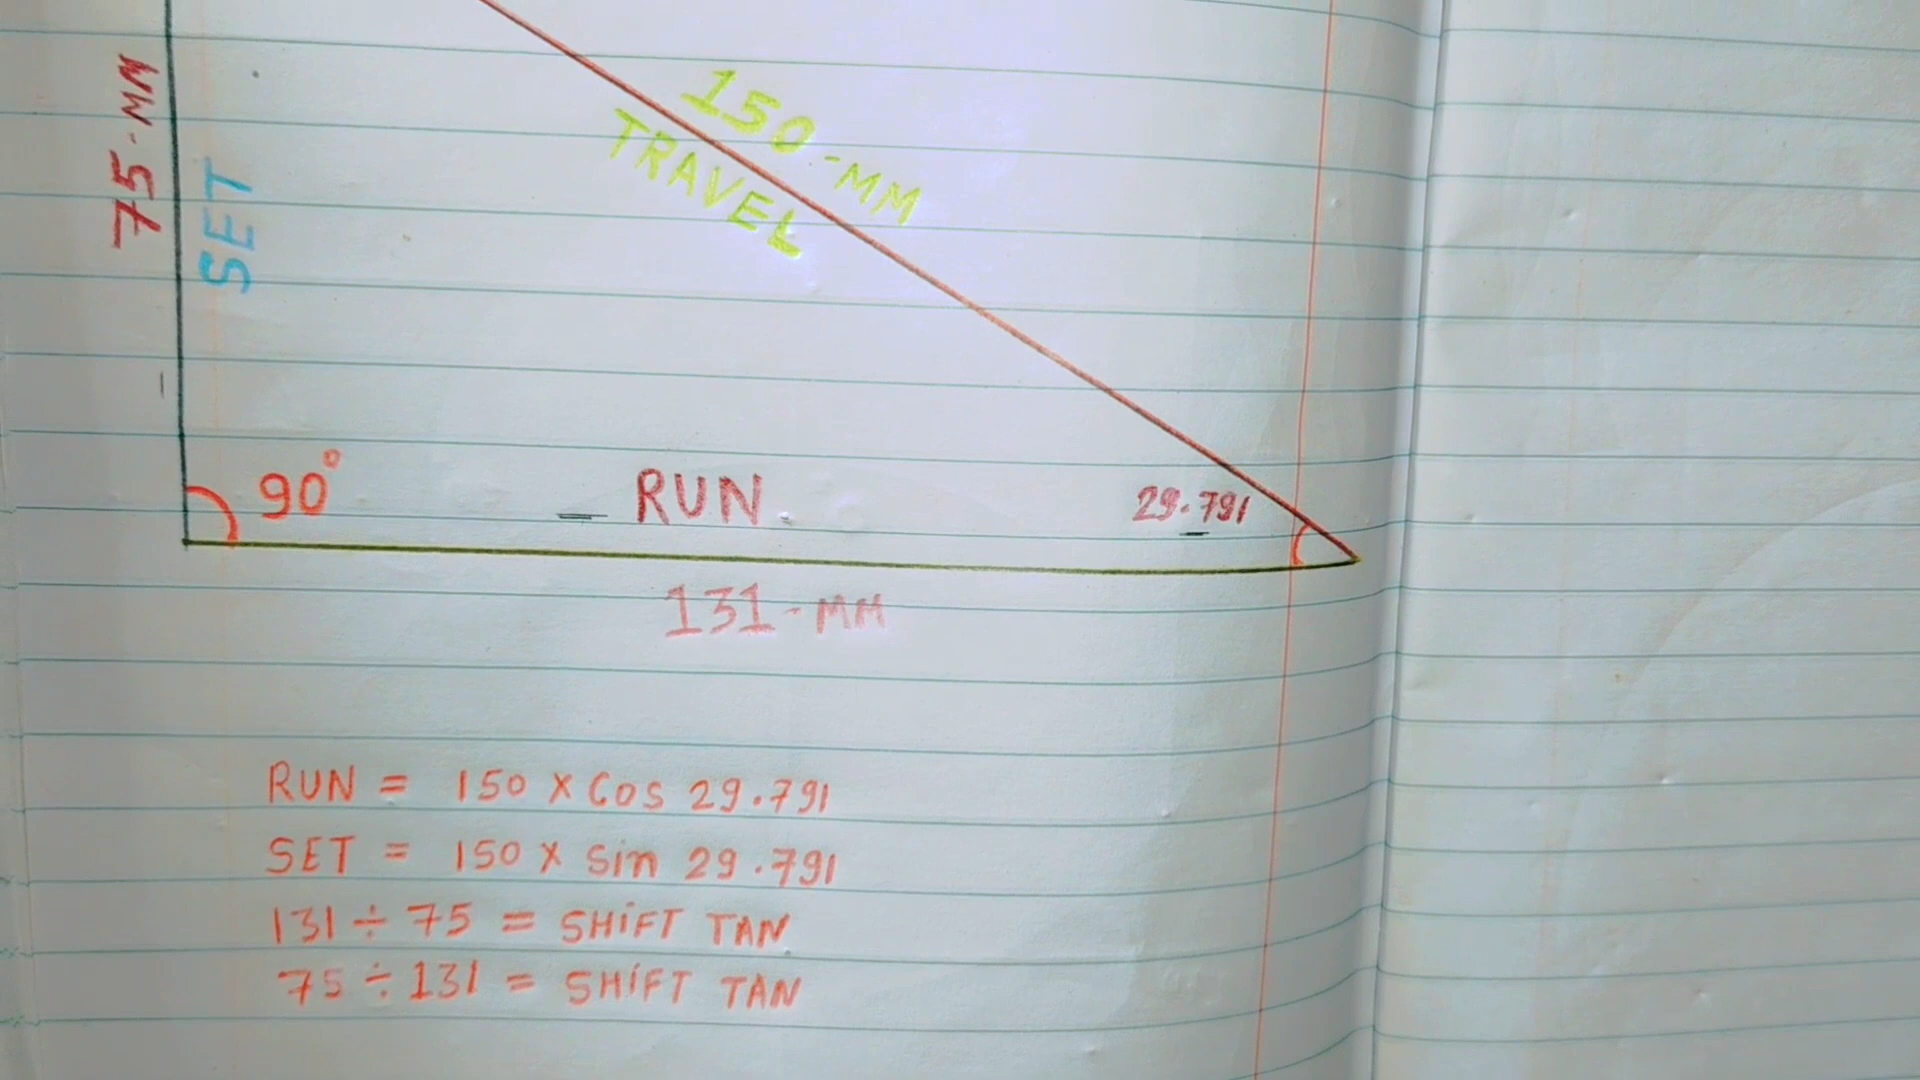 75-MM
SET
150-MM
TRAVEL
90°
RUN
29.791
131-MM
RUN = 150 X COS 29.791
SET = 150 X Sin 29.791
131 ÷ 75 = SHiFT TAN
75 ÷ 131 = SHiFT TAN